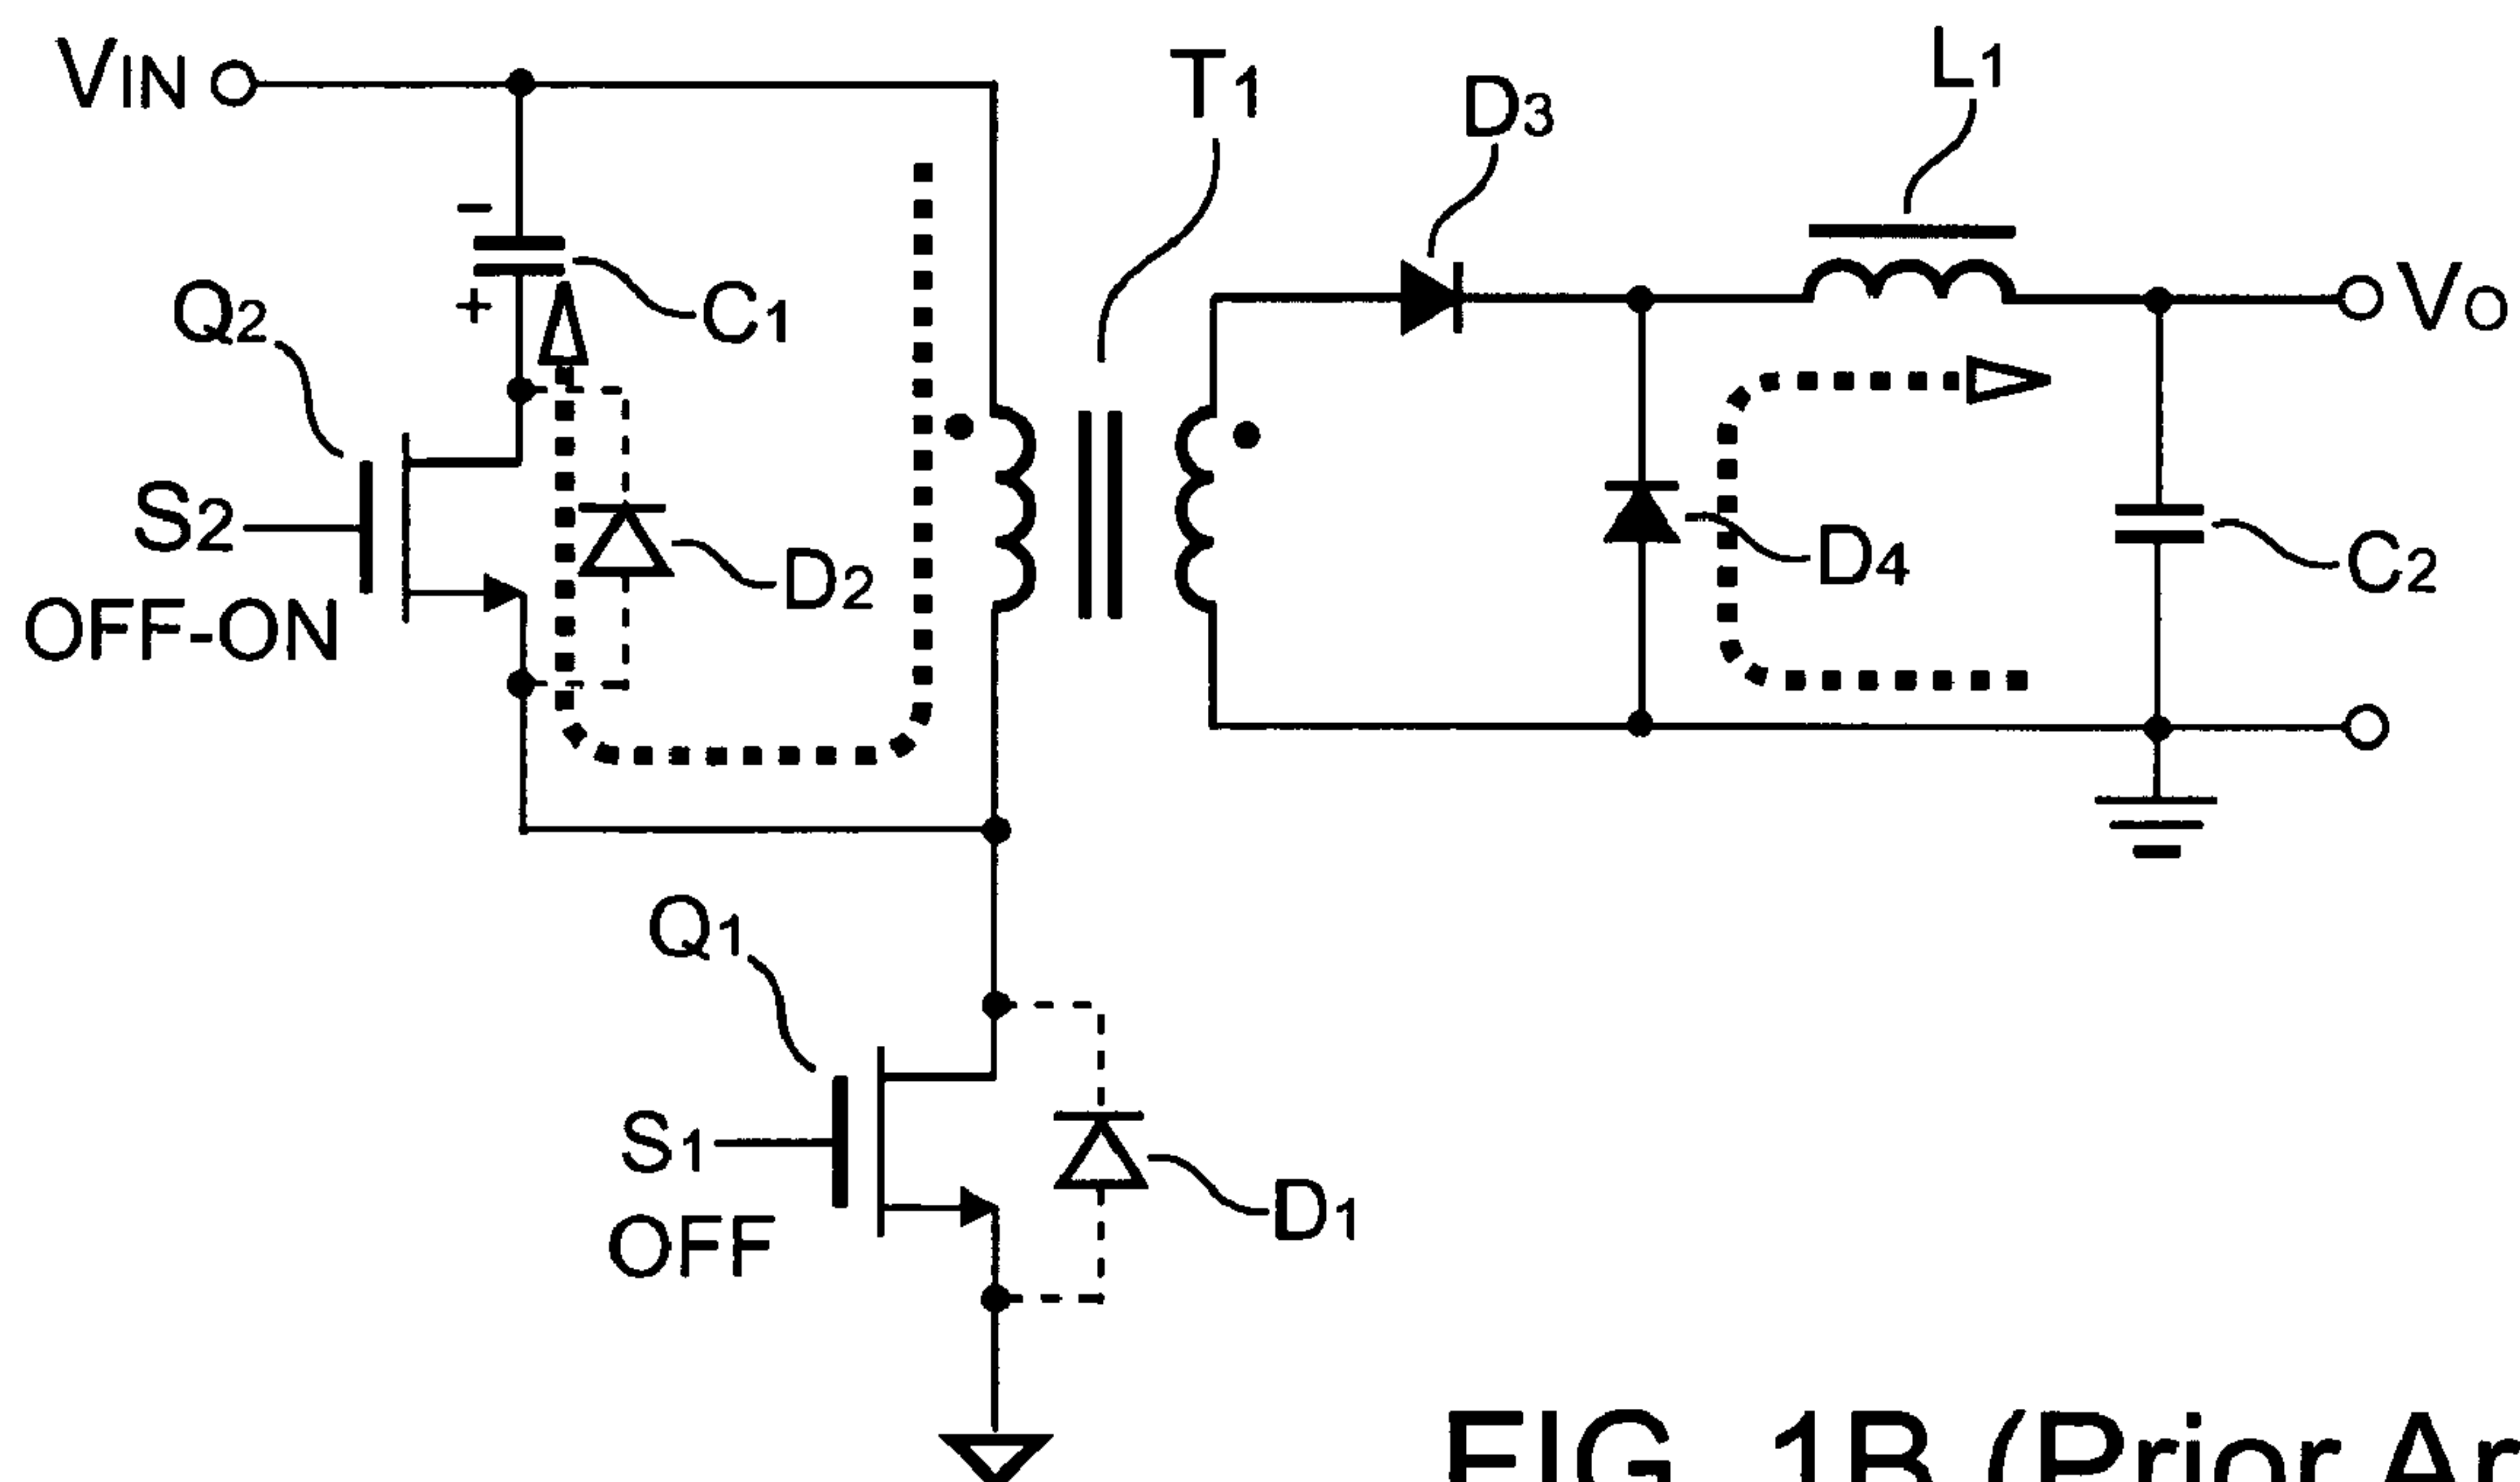 VIN
T1
D3
L1
VO
-
+
C1
Q2
S2
OFF-ON
D2
D4
C2
Q1
S1
OFF
D1
FIG. 1B (Prior